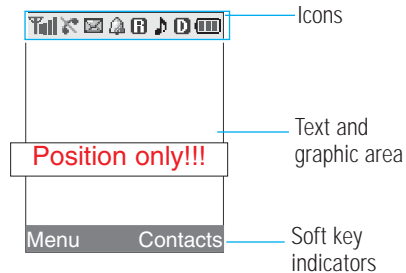 Icons
R D
Text and
graphic area
Position only!!!
Menu Contacts
Soft key
indicators